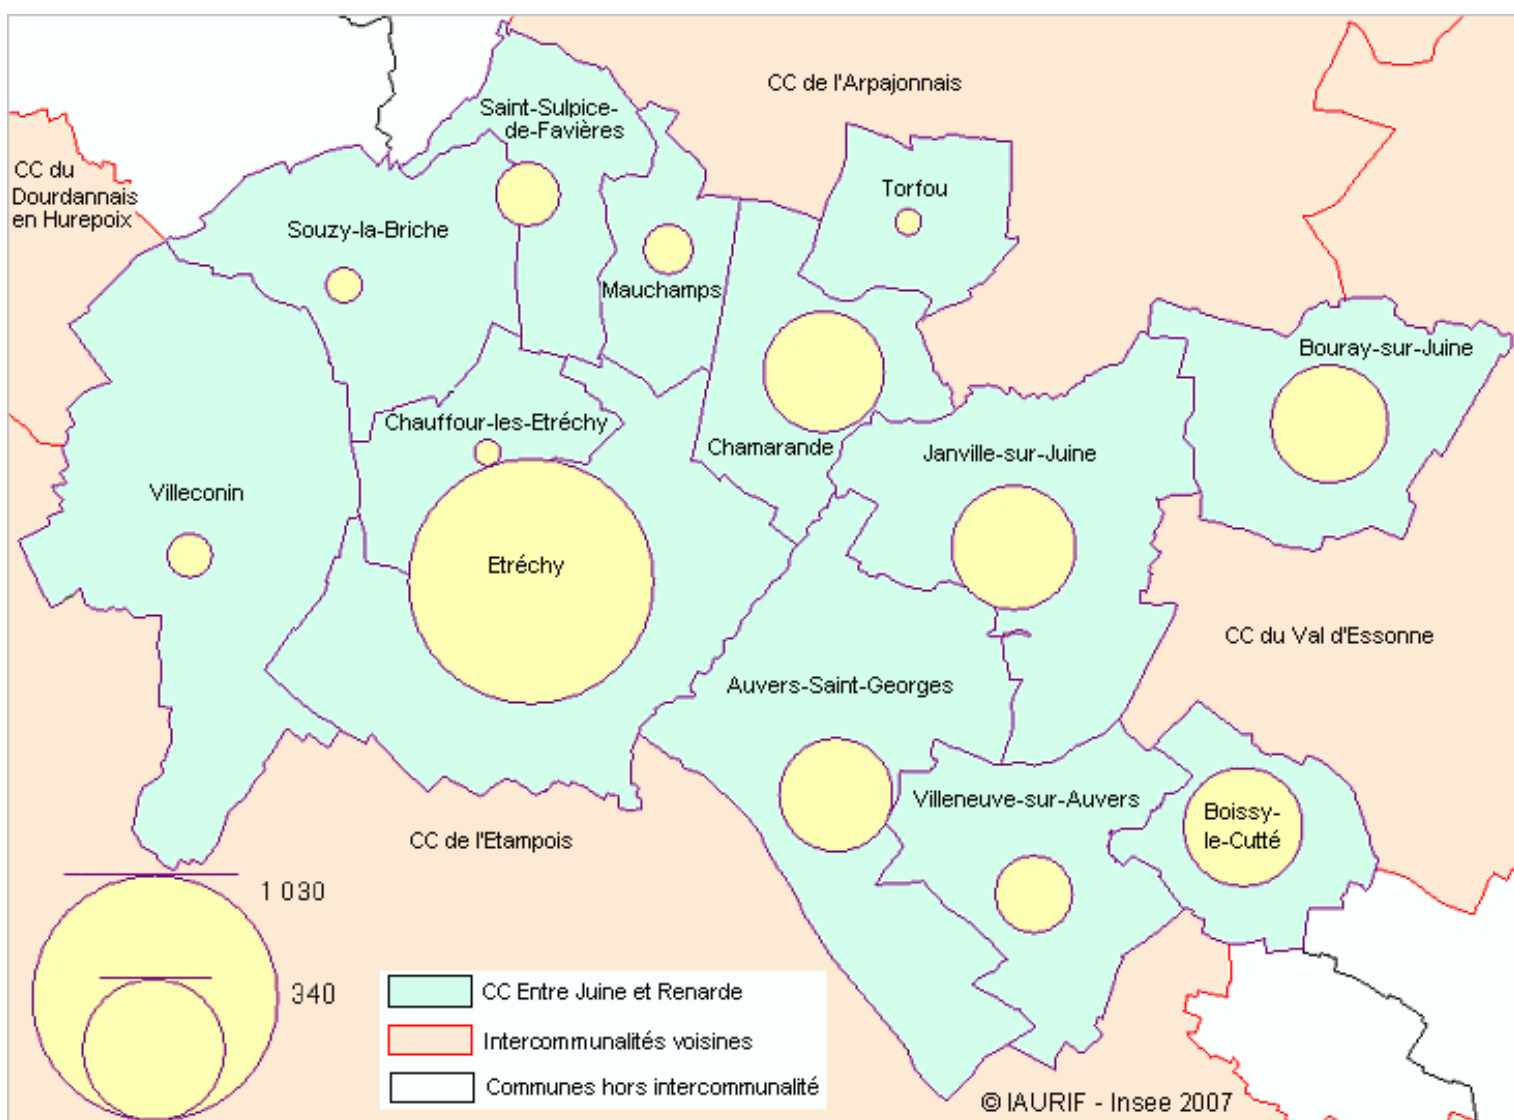 CC de l'Arpajonnais
Saint-Sulpice-
de-Favières
CC du
Dourdannais
en Hurepoix
Torfou
Souzy-la-Briche
Mauchamps
Bouray-sur-Juine
Chauffour-les-Etréchy
Chamarande
Janville-sur-Juine
Villeconin
Etréchy
CC du Val d'Essonne
Auvers-Saint-Georges
Villeneuve-sur-Auvers
Boissy-
le-Cutté
CC de l'Etampois
1 030
340
CC Entre Juine et Renarde
Intercommunalités voisines
Communes hors intercommunalité
© IAURIF - Insee 2007